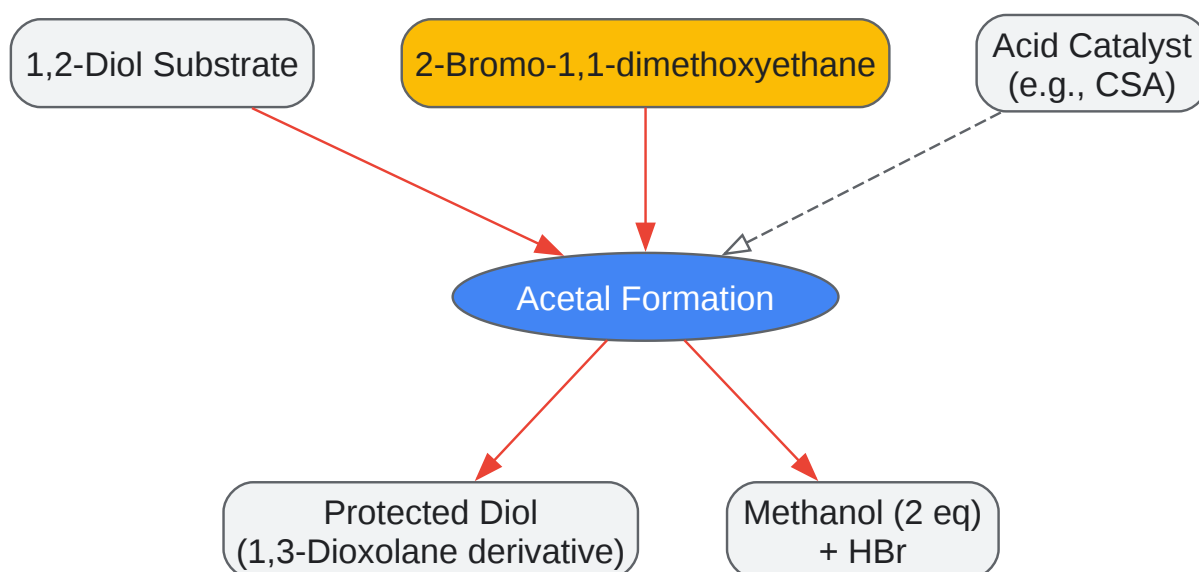 1,2-Diol Substrate
2-Bromo-1,1-dimethoxyethane
Acid Catalyst
(e.g., CSA)
Acetal Formation
Protected Diol
(1,3-Dioxolane derivative)
Methanol (2 eq)
+ HBr